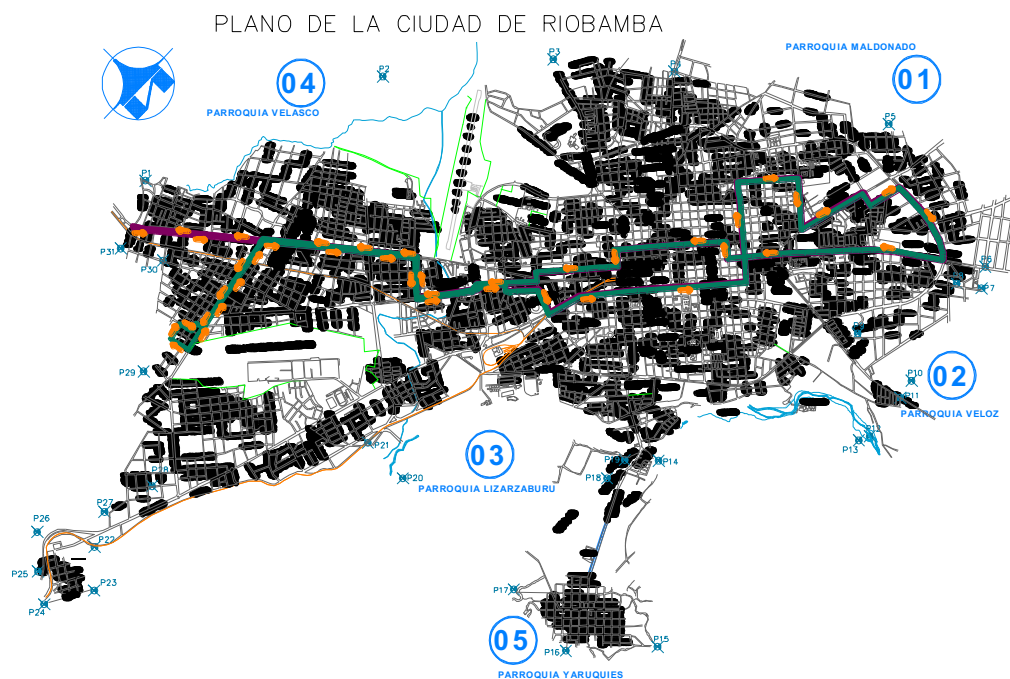 PLANO DE LA CIUDAD DE RIOBAMBA
PARROQUIA MALDONADO
01
04
PARROQUIA VELASCO
P2
P3
P5
P1
P31
P30
P6
P7
P29
P10
02
P11
PARROQUIA VELOZ
P12
P13
P21
03
P20
PARROQUIA LIZARZABURU
P14
P18
P28
P27
P26
P22
P25
P23
P24
P17
05
P16
P15
PARROQUIA YARUQUIES